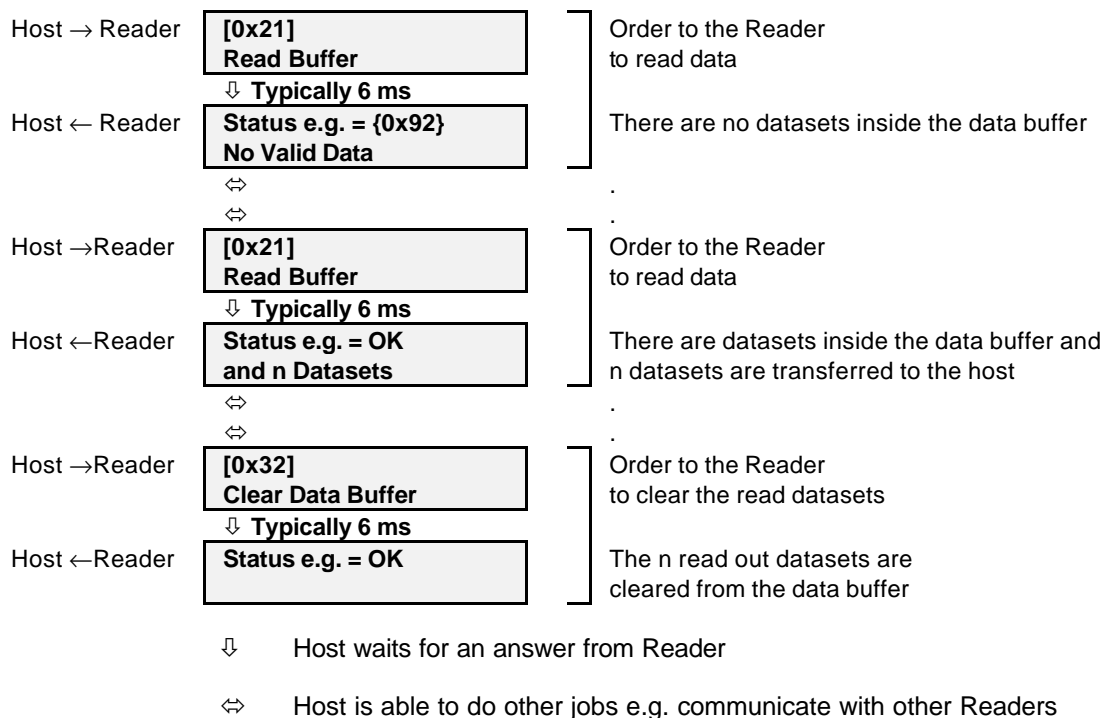 Host → Reader [0x21] Order to the Reader
Read Buffer to read data
⇩ Typically 6 ms
Host ← Reader Status e.g. = {0x92} There are no datasets inside the data buffer
No Valid Data
⬄ .
⬄ .
Host →Reader [0x21] Order to the Reader
Read Buffer to read data
⇩ Typically 6 ms
Host ←Reader Status e.g. = OK There are datasets inside the data buffer and
and n Datasets n datasets are transferred to the host
⬄ .
⬄ .
Host →Reader [0x32] Order to the Reader
Clear Data Buffer to clear the read datasets
⇩ Typically 6 ms
Host ←Reader Status e.g. = OK The n read out datasets are
cleared from the data buffer
⇩ Host waits for an answer from Reader
⬄ Host is able to do other jobs e.g. communicate with other Readers